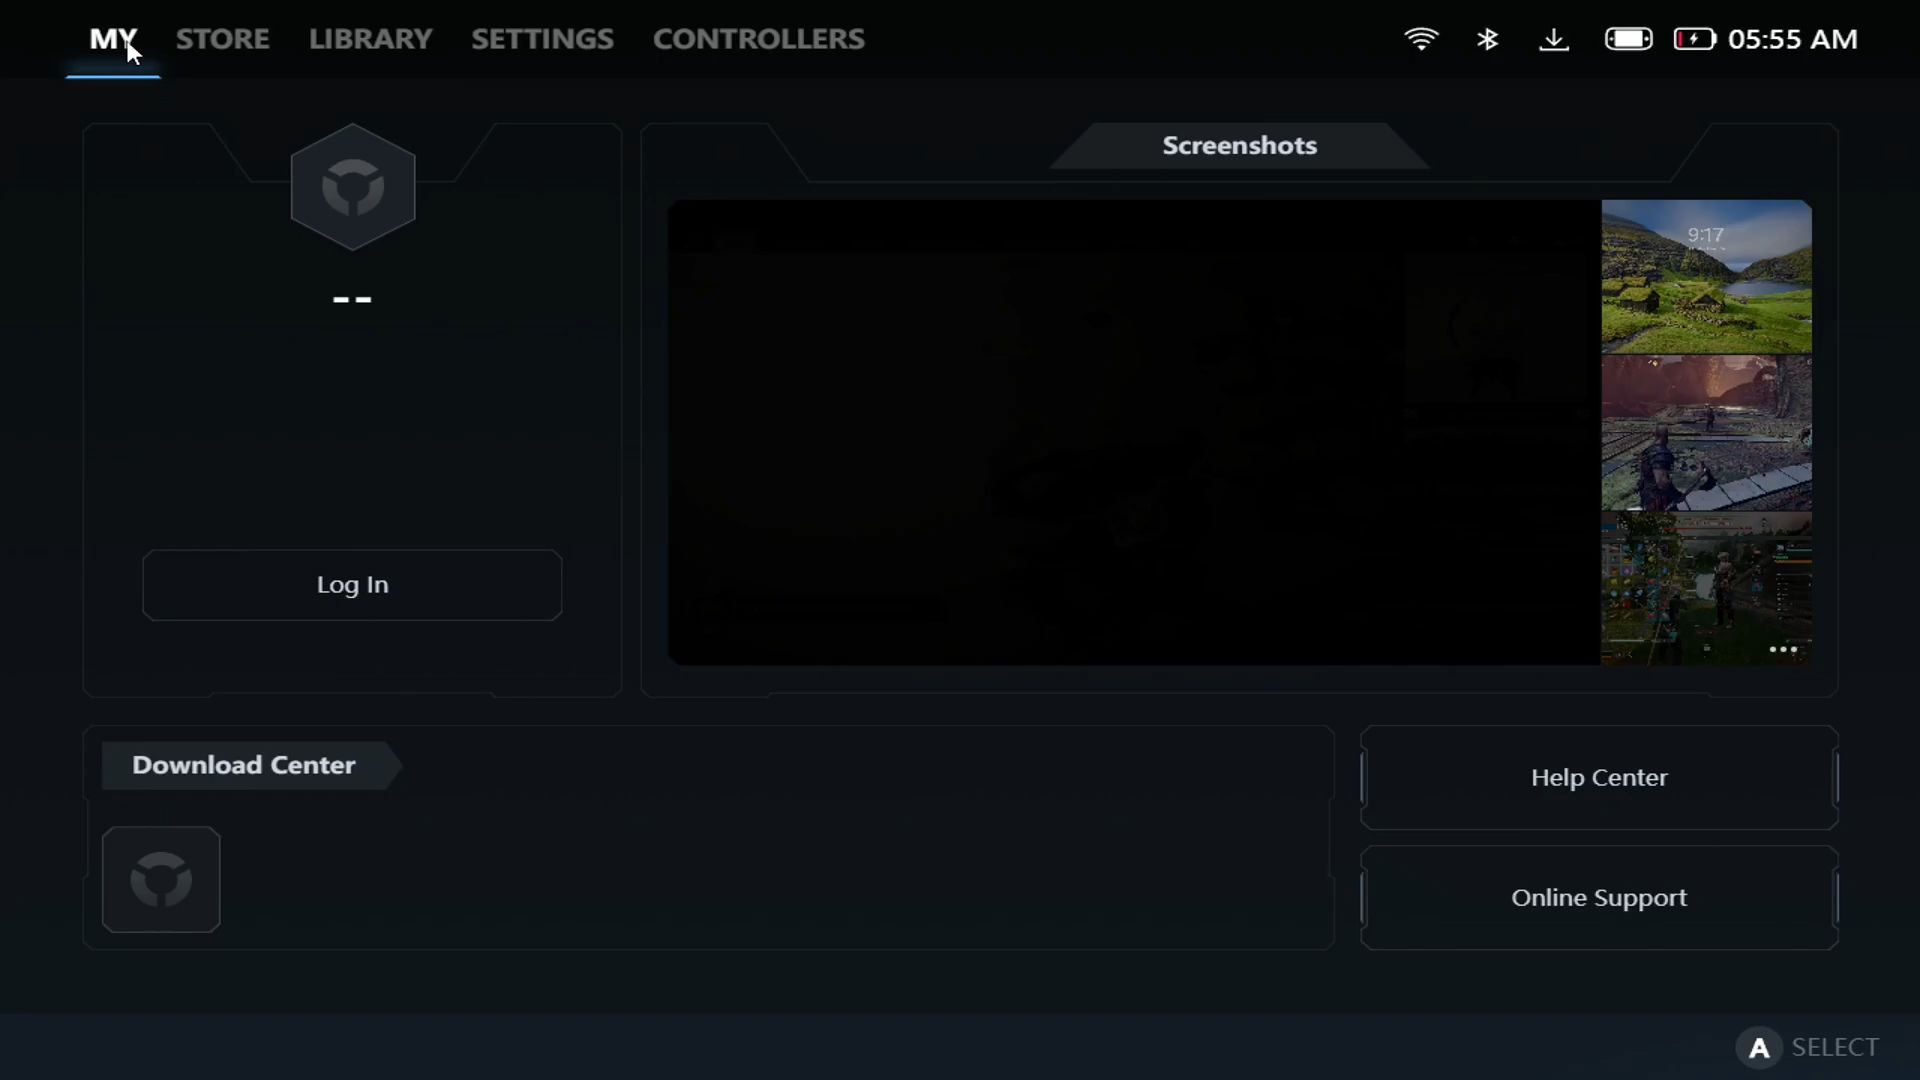 MY STORE LIBRARY SETTINGS CONTROLLERS 05:55 AM
Screenshots
9:17
--
Log In
Download Center
Help Center
Online Support
A SELECT